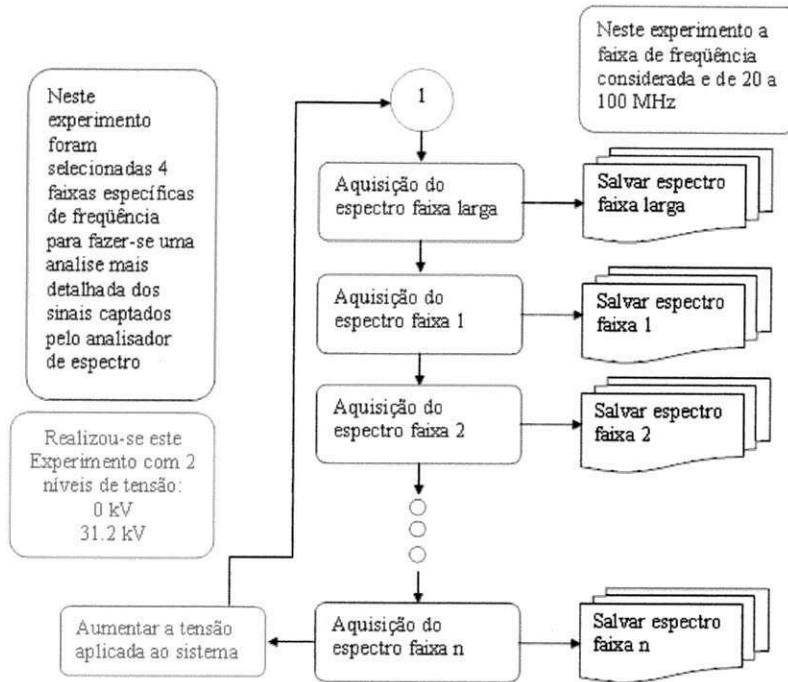 Neste experimento a
faixa de freqüência
considerada e de 20 a
100 MHz
Neste
experimento
foram
selecionadas 4
faixas específicas
de freqüência
para fazer-se uma
analise mais
detalhada dos
sinais captados
pelo analisador
de espectro
1
Aquisição do
espectro faixa larga
Salvar espectro
faixa larga
Aquisição do
espectro faixa 1
Salvar espectro
faixa 1
Aquisição do
espectro faixa 2
Salvar espectro
faixa 2
Realizou-se este
Experimento com 2
níveis de tensão:
0 kV
31.2 kV
Aumentar a tensão
aplicada ao sistema
Aquisição do
espectro faixa n
Salvar espectro
faixa n